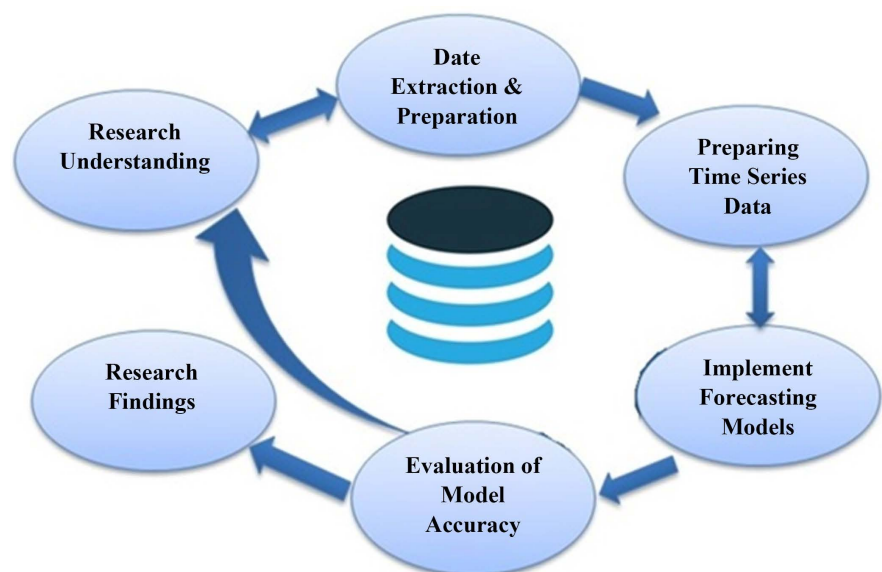 Date
Extraction &
Preparation
Research
Understanding
Preparing
Time Series
Data
Research
Findings
Implement
Forecasting
Models
Evaluation of
Model
Accuracy